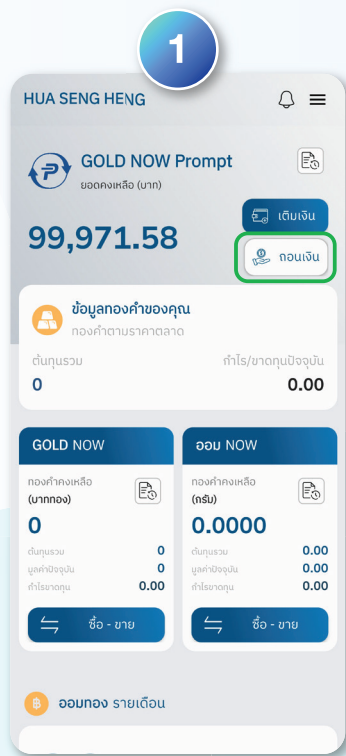 1
HUA SENG HENG
GOLD NOW Prompt
ยอดคงเหลือ (บาท)
เติมเงิน
99,971.58
ถอนเงิน
ข้อมูลทองคำของคุณ
ทองคำตามราคาตลาด
ต้นทุนรวม กำไร/ขาดทุนปัจจุบัน
0 0.00
GOLD NOW
ทองคำคงเหลือ
(บาททอง)
0
ต้นทุนรวม 0
มูลค่าปัจจุบัน 0
กำไรขาดทุน 0.00
ซื้อ - ขาย
ออม NOW
ทองคำคงเหลือ
(กรัม)
0.0000
ต้นทุนรวม 0.00
มูลค่าปัจจุบัน 0.00
กำไรขาดทุน 0.00
ซื้อ - ขาย
ออมทอง รายเดือน